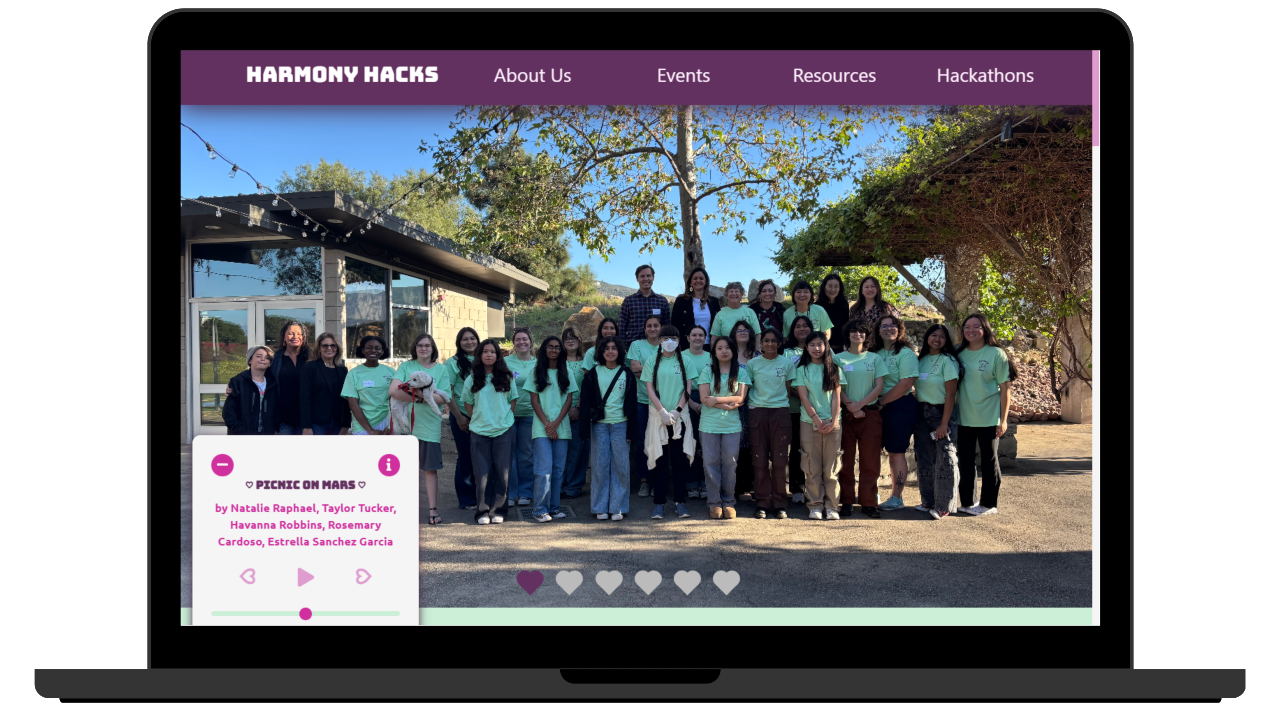 HARMONY HACKS
About Us
Events
Resources
Hackathons
♡ PICNIC ON MARS ♡
by Natalie Raphael, Taylor Tucker,
Havanna Robbins, Rosemary
Cardoso, Estrella Sanchez Garcia